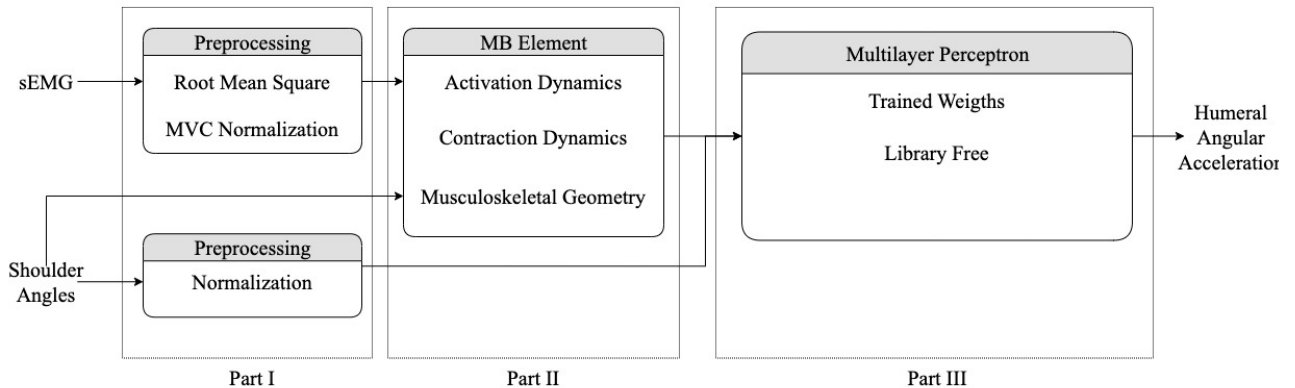 sEMG
Preprocessing
Root Mean Square
MVC Normalization
Shoulder
Angles
Preprocessing
Normalization
Part I
MB Element
Activation Dynamics
Contraction Dynamics
Musculoskeletal Geometry
Part II
Multilayer Perceptron
Trained Weigths
Library Free
Part III
Humeral
Angular
Acceleration